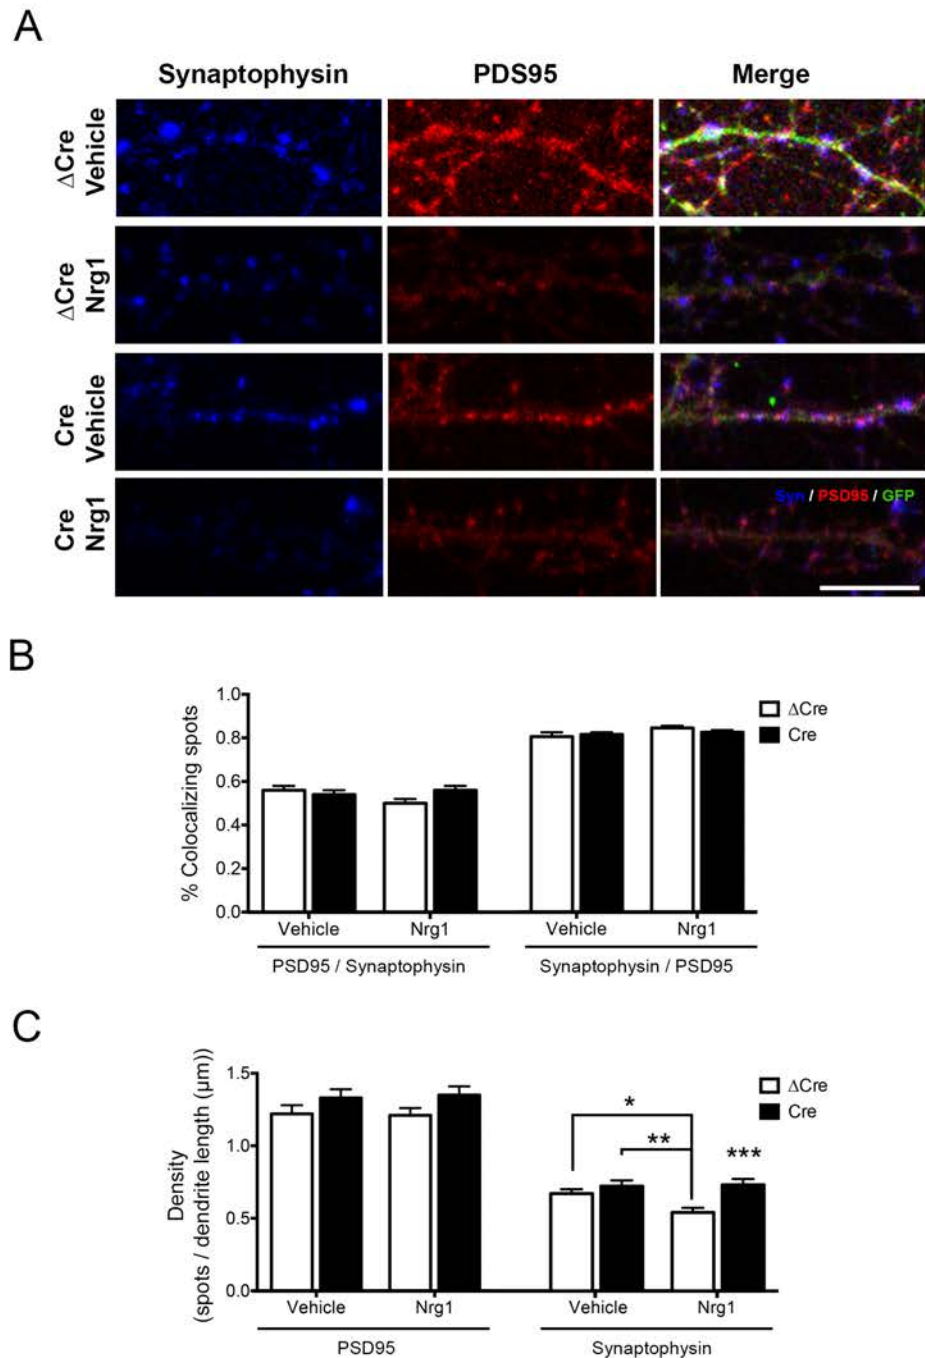 A
Synaptophysin PDS95 Merge
ΔCre
Vehicle
ΔCre
Nrg1
Cre
Vehicle
Cre
Nrg1
Syn / PSD95 / GFP
B
% Colocalizing spots
1.0
0.8
0.6
0.4
0.2
0.0
ΔCre
Cre
Vehicle Nrg1 Vehicle Nrg1
PSD95 / Synaptophysin Synaptophysin / PSD95
C
Density
(spots / dendrite length (µm))
1.5
1.0
0.5
0.0
ΔCre
Cre
*
** ***
Vehicle Nrg1 Vehicle Nrg1
PSD95 Synaptophysin